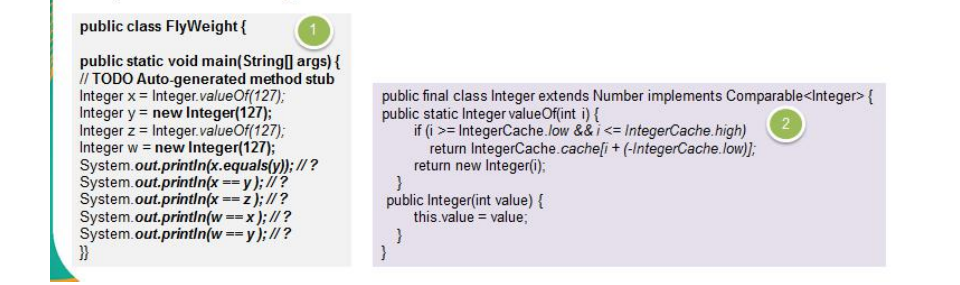 public class FlyWeight {
1
public static void main(String[] args) {
// TODO Auto-generated method stub
Integer x = Integer.valueOf(127);
Integer y = new Integer(127);
Integer z = Integer.valueOf(127);
Integer w = new Integer(127);
System.out.println(x.equals(y)); // ?
System.out.println(x == y ); // ?
System.out.println(x == z ); // ?
System.out.println(w == x ); // ?
System.out.println(w == y ); // ?
}}
public final class Integer extends Number implements Comparable<Integer> {
public static Integer valueOf(int i) {
2
if (i >= IntegerCache.low && i <= IntegerCache.high)
return IntegerCache.cache[i + (-IntegerCache.low)];
return new Integer(i);
}
public Integer(int value) {
this.value = value;
}
}